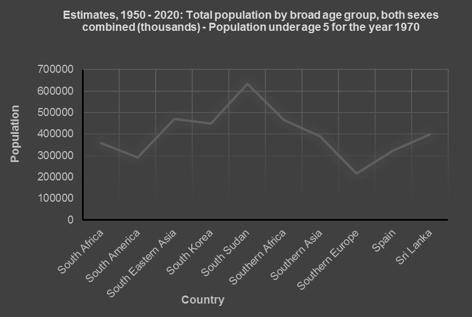 Estimates, 1950 - 2020: Total population by broad age group, both sexes
combined (thousands) - Population under age 5 for the year 1970
Population
700000
600000
500000
400000
300000
200000
100000
0
South Africa
South America
South Eastern Asia
South Korea
South Sudan
Southern Africa
Southern Asia
Southern Europe
Spain
Sri Lanka
Country